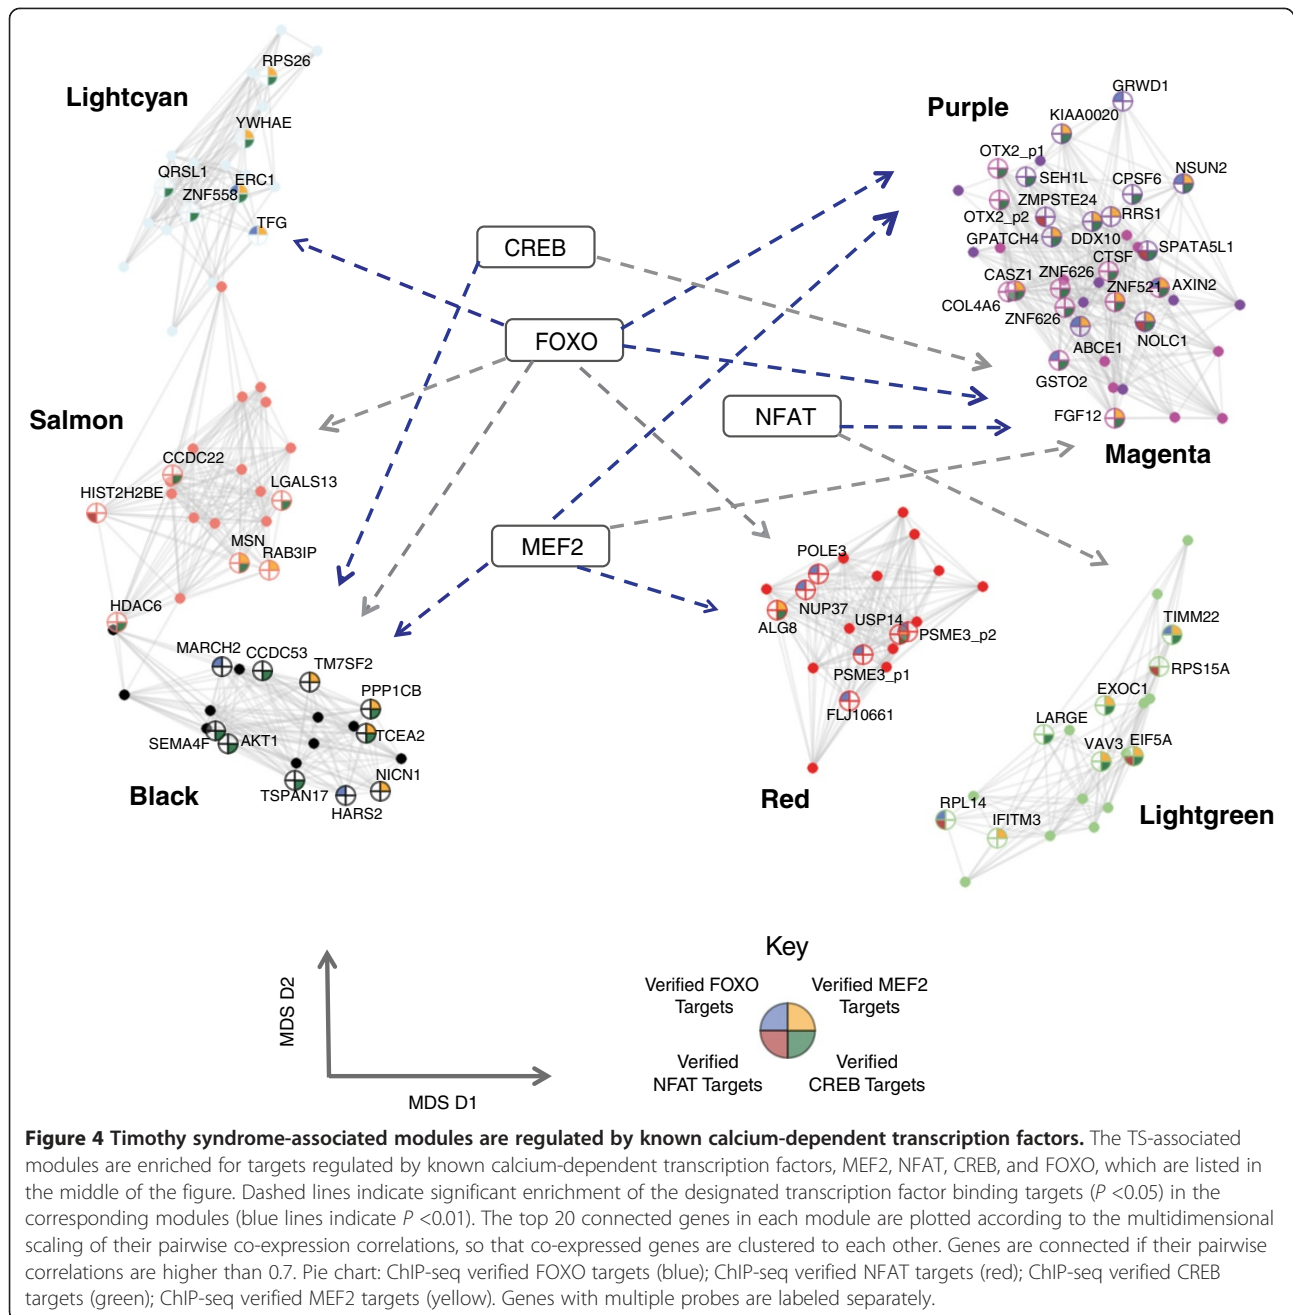 Lightcyan
RPS26
YWHAE
QRSL1
ERC1
ZNF558
TFG
Salmon
CCDC22
LGALS13
HIST2H2BE
MSN
RAB3IP
HDAC6
MARCH2
CCDC53
TM7SF2
PPP1CB
TCEA2
SEMA4F
AKT1
NICN1
TSPAN17
HARS2
Black
CREB
FOXO
NFAT
MEF2
Purple
GRWD1
KIAA0020
OTX2_p1
SEH1L
CPSF6
NSUN2
ZMPSTE24
OTX2_p2
RRS1
GPATCH4
DDX10
SPATA5L1
CTSF
CASZ1
ZNF626
ZNF521
AXIN2
COL4A6
ZNF626
NOLC1
ABCE1
GSTO2
FGF12
Magenta
POLE3
NUP37
ALG8
USP14
PSME3_p2
PSME3_p1
FLJ10661
Red
TIMM22
RPS15A
EXOC1
LARGE
VAV3
EIF5A
RPL14
IFITM3
Lightgreen
MDS D2
MDS D1
Key
Verified FOXO
Targets
Verified MEF2
Targets
Verified
NFAT Targets
Verified
CREB Targets
Figure 4 Timothy syndrome-associated modules are regulated by known calcium-dependent transcription factors. The TS-associated
modules are enriched for targets regulated by known calcium-dependent transcription factors, MEF2, NFAT, CREB, and FOXO, which are listed in
the middle of the figure. Dashed lines indicate significant enrichment of the designated transcription factor binding targets (P <0.05) in the
corresponding modules (blue lines indicate P <0.01). The top 20 connected genes in each module are plotted according to the multidimensional
scaling of their pairwise co-expression correlations, so that co-expressed genes are clustered to each other. Genes are connected if their pairwise
correlations are higher than 0.7. Pie chart: ChIP-seq verified FOXO targets (blue); ChIP-seq verified NFAT targets (red); ChIP-seq verified CREB
targets (green); ChIP-seq verified MEF2 targets (yellow). Genes with multiple probes are labeled separately.